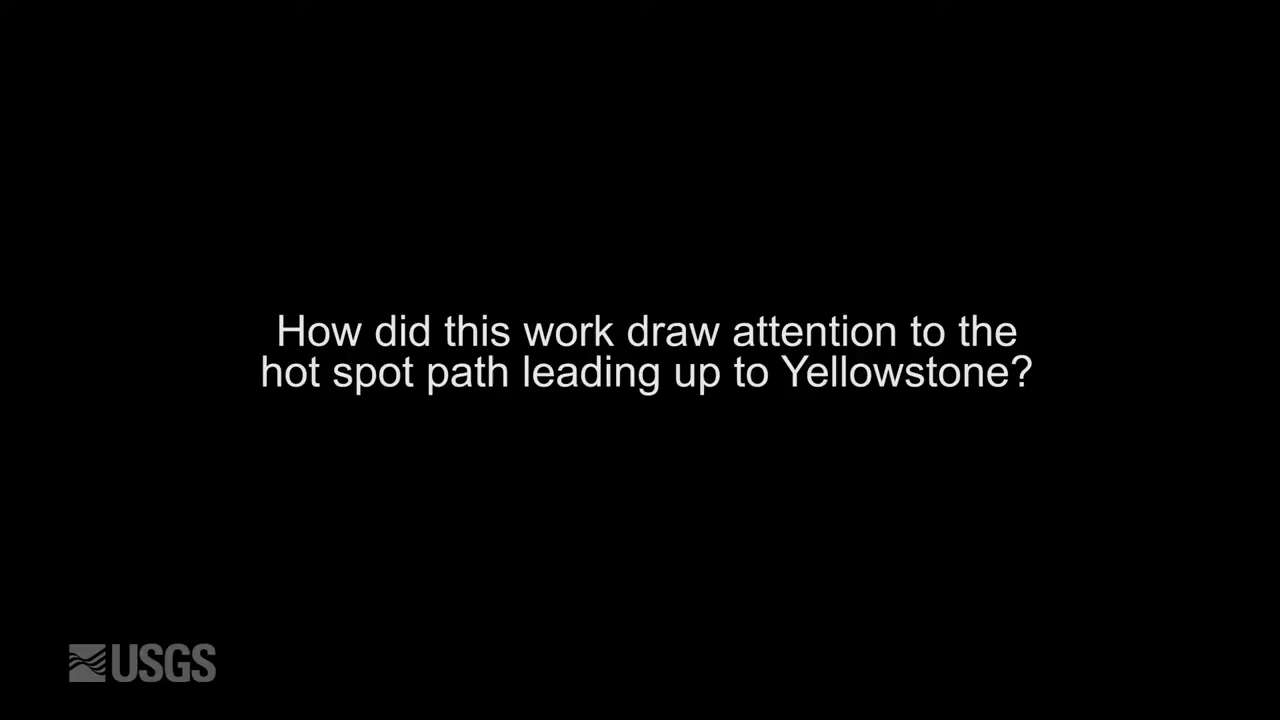 How did this work draw attention to the
hot spot path leading up to Yellowstone?
USGS